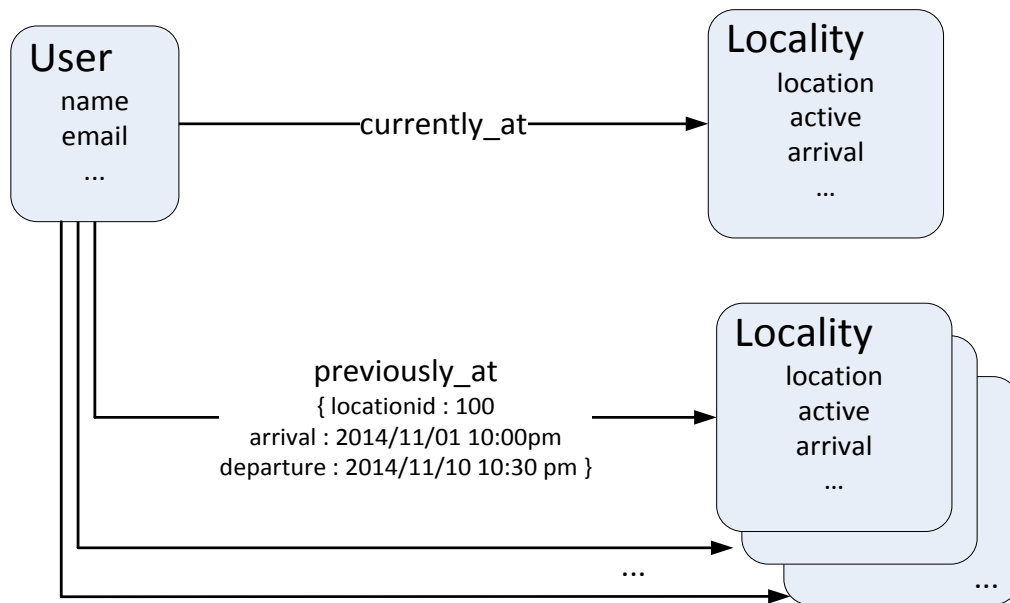 User
name
email
...
currently_at
Locality
location
active
arrival
...
previously_at
{ locationid : 100
arrival : 2014/11/01 10:00pm
departure : 2014/11/10 10:30 pm }
Locality
location
active
arrival
...
...
...